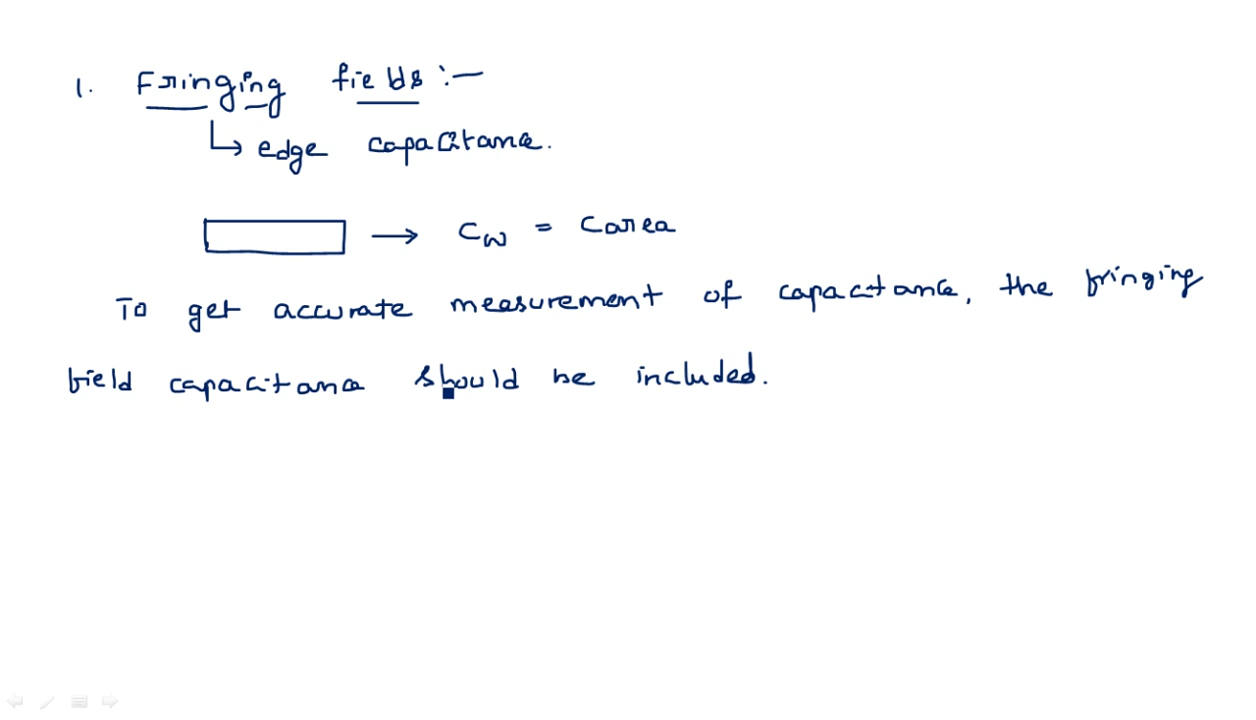 1. Fringing fields :-
↳ edge capacitance.
→ Cw = Carea
To get accurate measurement of capacitance, the fringing
field capacitance should be included.